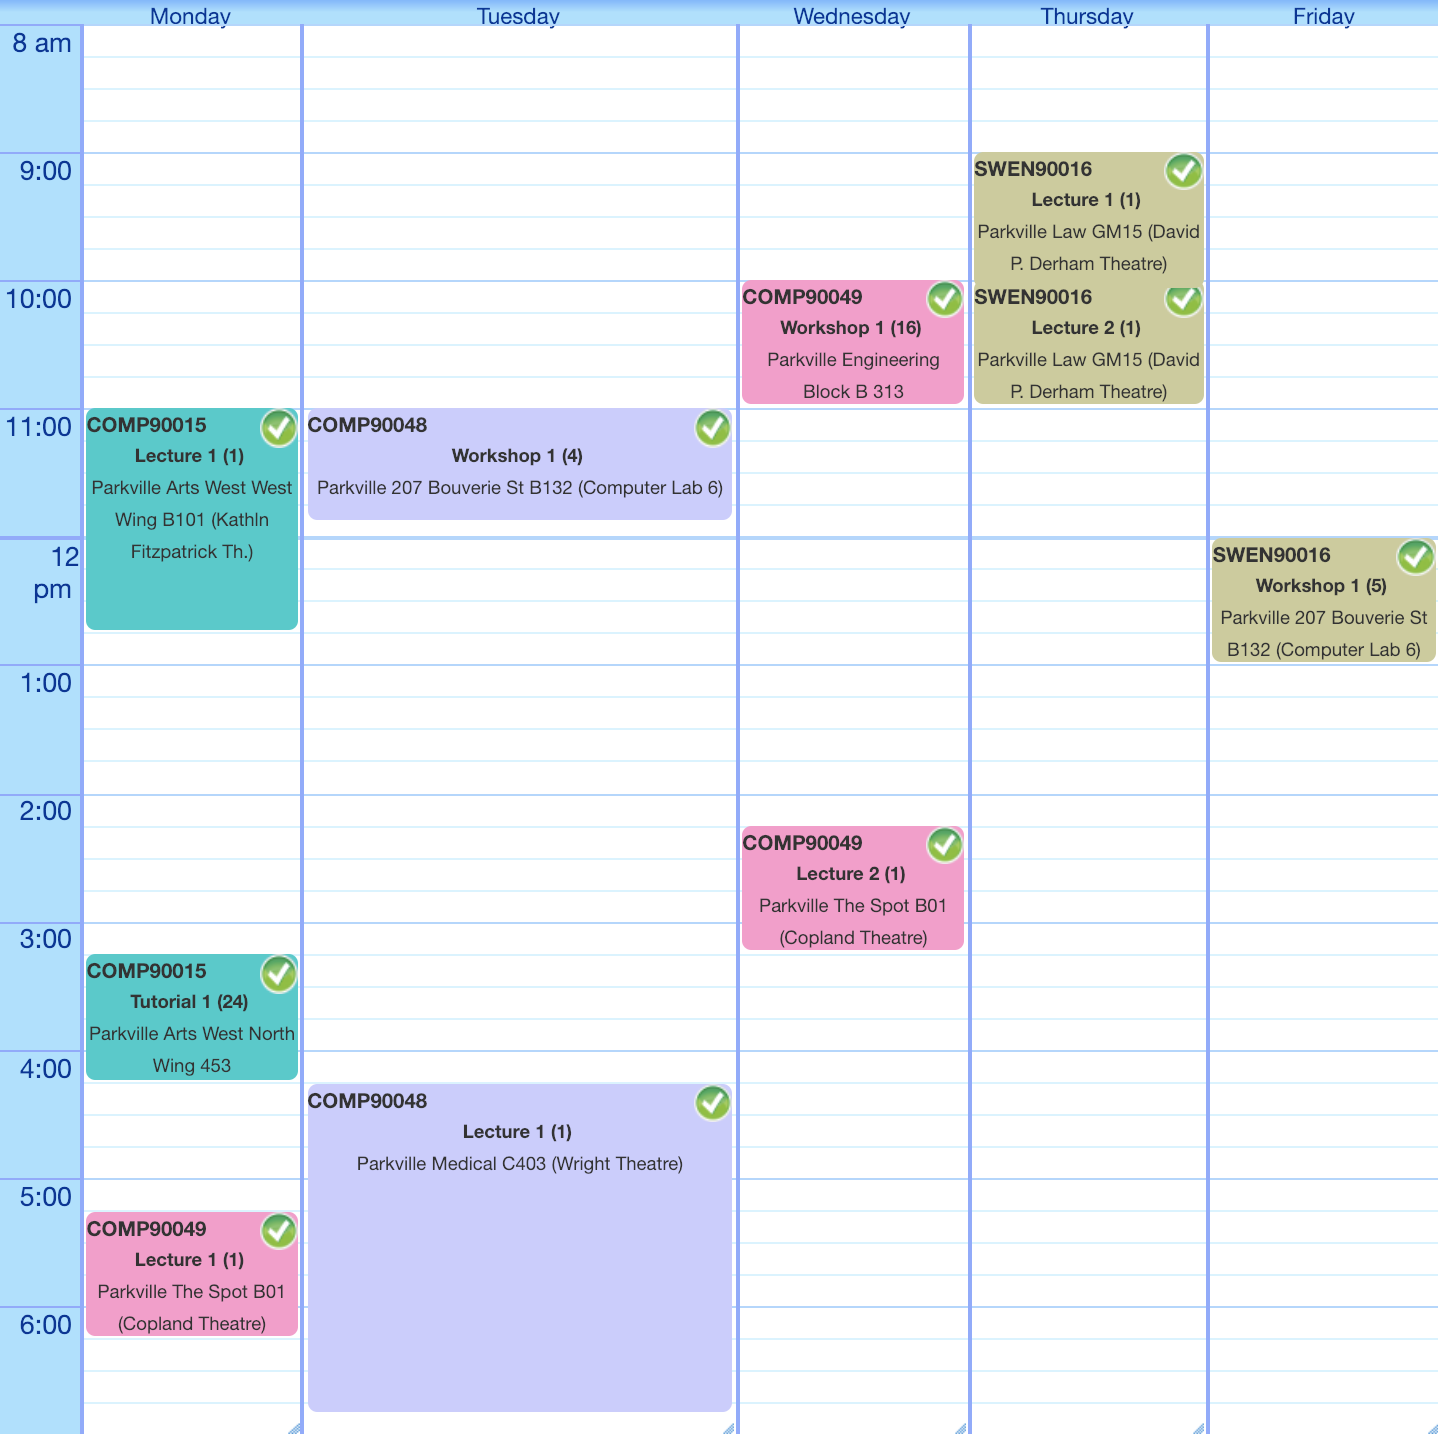 Monday
Tuesday
Wednesday
Thursday
Friday
8 am
9:00
10:00
11:00
12
pm
1:00
2:00
3:00
4:00
5:00
6:00
COMP90015
Lecture 1 (1)
Parkville Arts West West
Wing B101 (Kathln
Fitzpatrick Th.)
COMP90015
Tutorial 1 (24)
Parkville Arts West North
Wing 453
COMP90049
Lecture 1 (1)
Parkville The Spot B01
(Copland Theatre)
COMP90048
Workshop 1 (4)
Parkville 207 Bouverie St B132 (Computer Lab 6)
COMP90048
Lecture 1 (1)
Parkville Medical C403 (Wright Theatre)
COMP90049
Workshop 1 (16)
Parkville Engineering
Block B 313
COMP90049
Lecture 2 (1)
Parkville The Spot B01
(Copland Theatre)
SWEN90016
Lecture 1 (1)
Parkville Law GM15 (David
P. Derham Theatre)
SWEN90016
Lecture 2 (1)
Parkville Law GM15 (David
P. Derham Theatre)
SWEN90016
Workshop 1 (5)
Parkville 207 Bouverie St
B132 (Computer Lab 6)